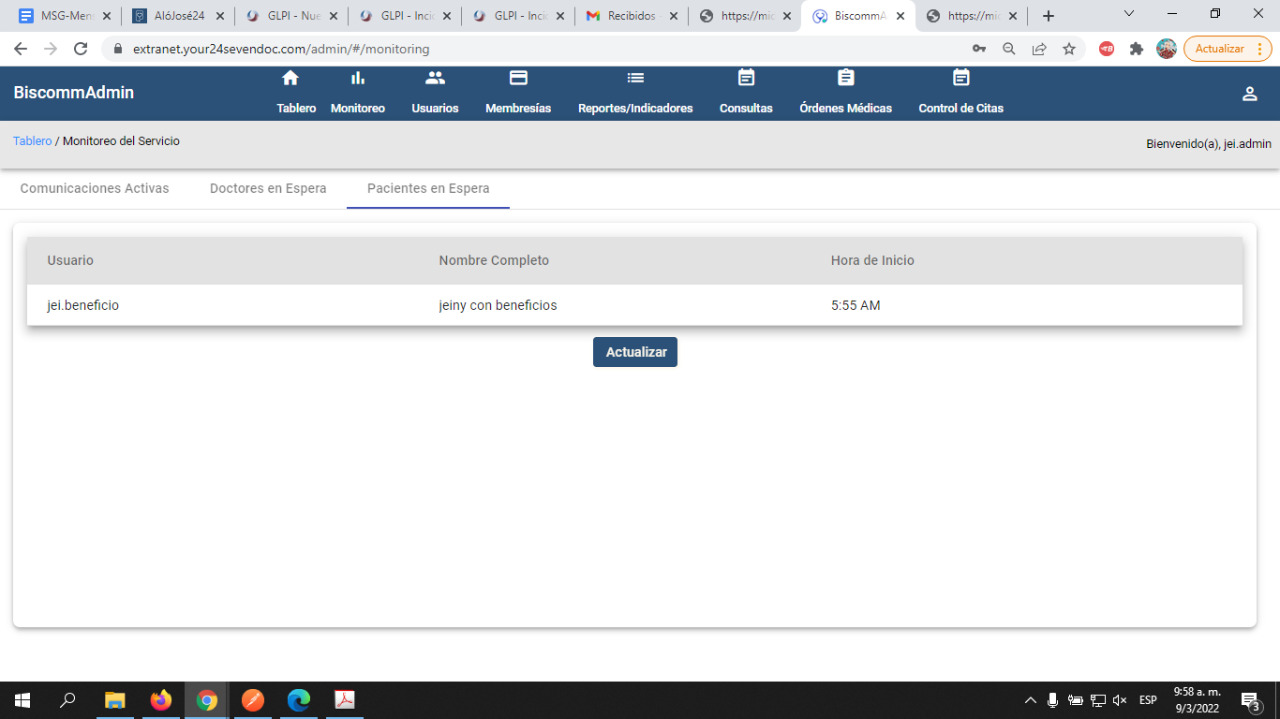 MSG-Men
AlóJosé24
GLPI - Nue
GLPI - Inci
GLPI - Inci
Recibidos -
https://mic
BiscommA
https://mi
extranet.your24sevendoc.com/admin/#/monitoring
Actualizar
BiscommAdmin
Tablero
Monitoreo
Usuarios
Membresías
Reportes/Indicadores
Consultas
Órdenes Médicas
Control de Citas
Tablero / Monitoreo del Servicio
Bienvenido(a), jei.admin
Comunicaciones Activas
Doctores en Espera
Pacientes en Espera
Usuario
Nombre Completo
Hora de Inicio
jei.beneficio
jeiny con beneficios
5:55 AM
Actualizar
ESP
9:58 a. m.
9/3/2022
3